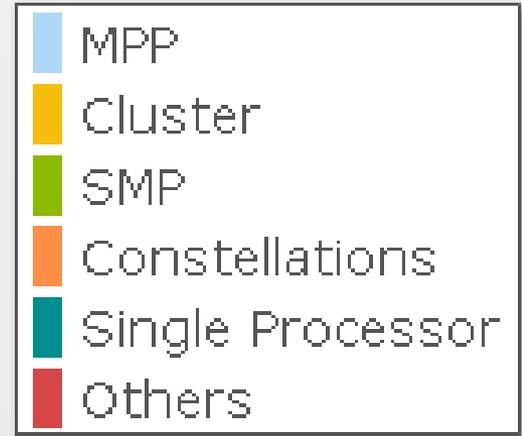 MPP
Cluster
SMP
Constellations
Single Processor
Others